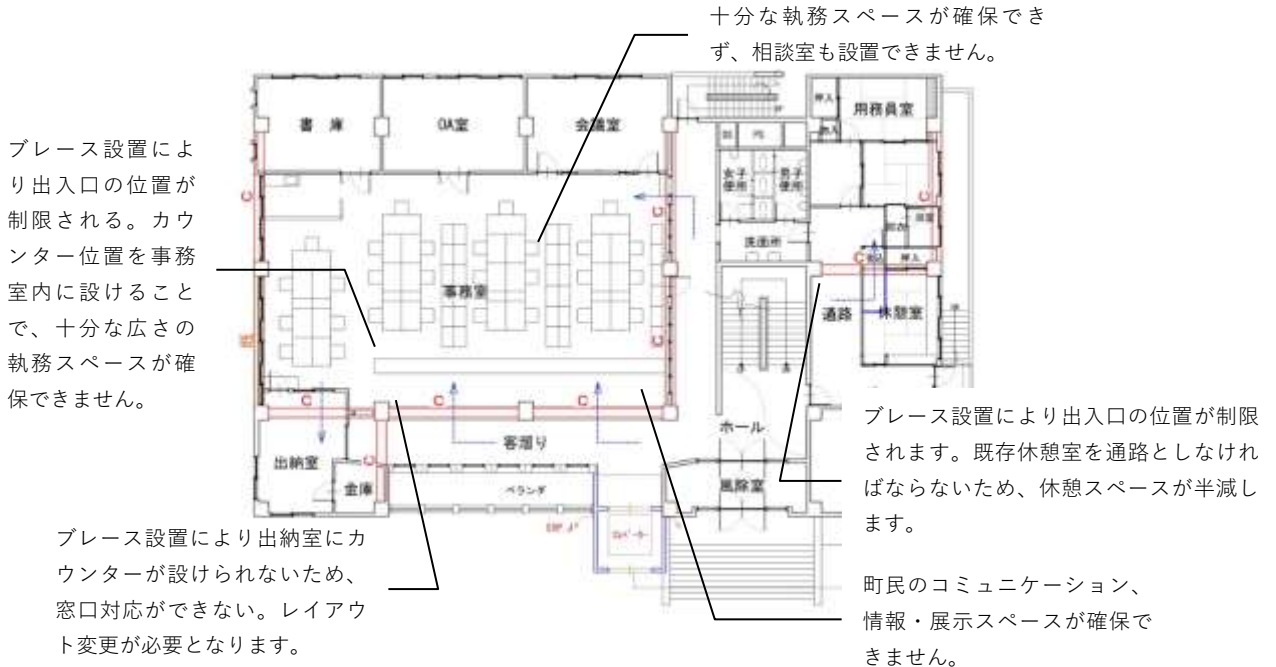 十分な執務スペースが確保でき
ず、相談室も設置できません。
ブレース設置によ
り出入口の位置が
制限される。カウ
ンター位置を事務
室内に設けること
で、十分な広さの
執務スペースが確
保できません。
書 庫
OA室
会議室
押入
用務員室
PS
女子
便所
男子
便所
洗面所
押入
事務室
通路
休憩室
C
C
C
C
C
C
C
C
C
ホール
客溜り
出納室
金庫
ベランダ
風除室
EXP.J
エレベーター
ブレース設置により出入口の位置が制限
されます。既存休憩室を通路としなけれ
ばならないため、休憩スペースが半減し
ます。
ブレース設置により出納室にカ
ウンターが設けられないため、
窓口対応ができない。レイアウ
ト変更が必要となります。
町民のコミュニケーション、
情報・展示スペースが確保で
きません。